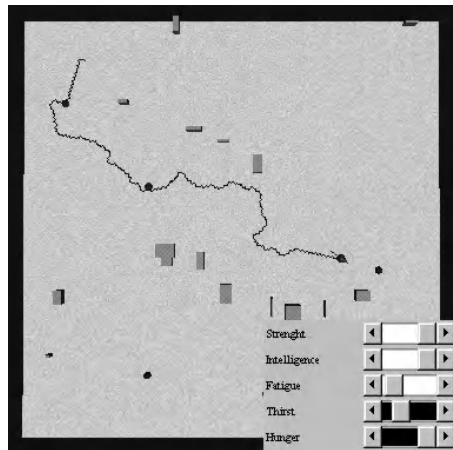 Strenght
Intelligence
Fatigue
Thirst
Hunger